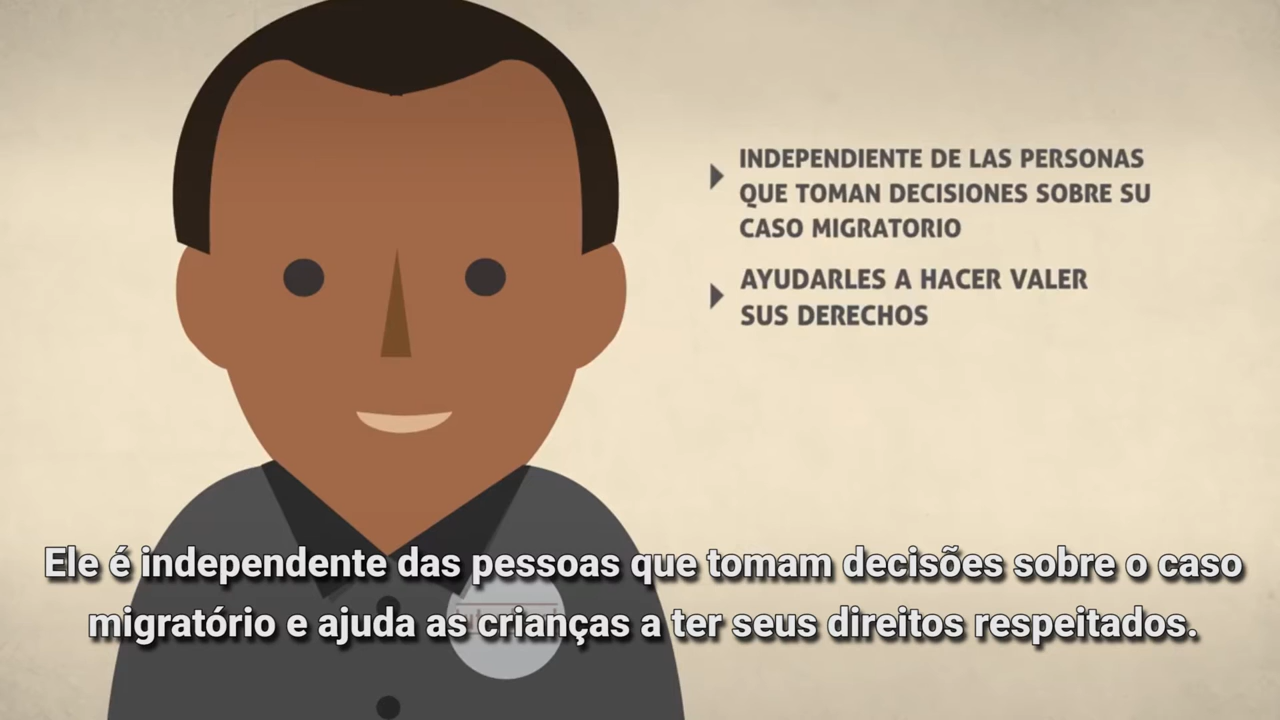 INDEPENDIENTE DE LAS PERSONAS
QUE TOMAN DECISIONES SOBRE SU
CASO MIGRATORIO
AYUDARLES A HACER VALER
SUS DERECHOS
Ele é independente das pessoas que tomam decisões sobre o caso
migratório e ajuda as crianças a ter seus direitos respeitados.